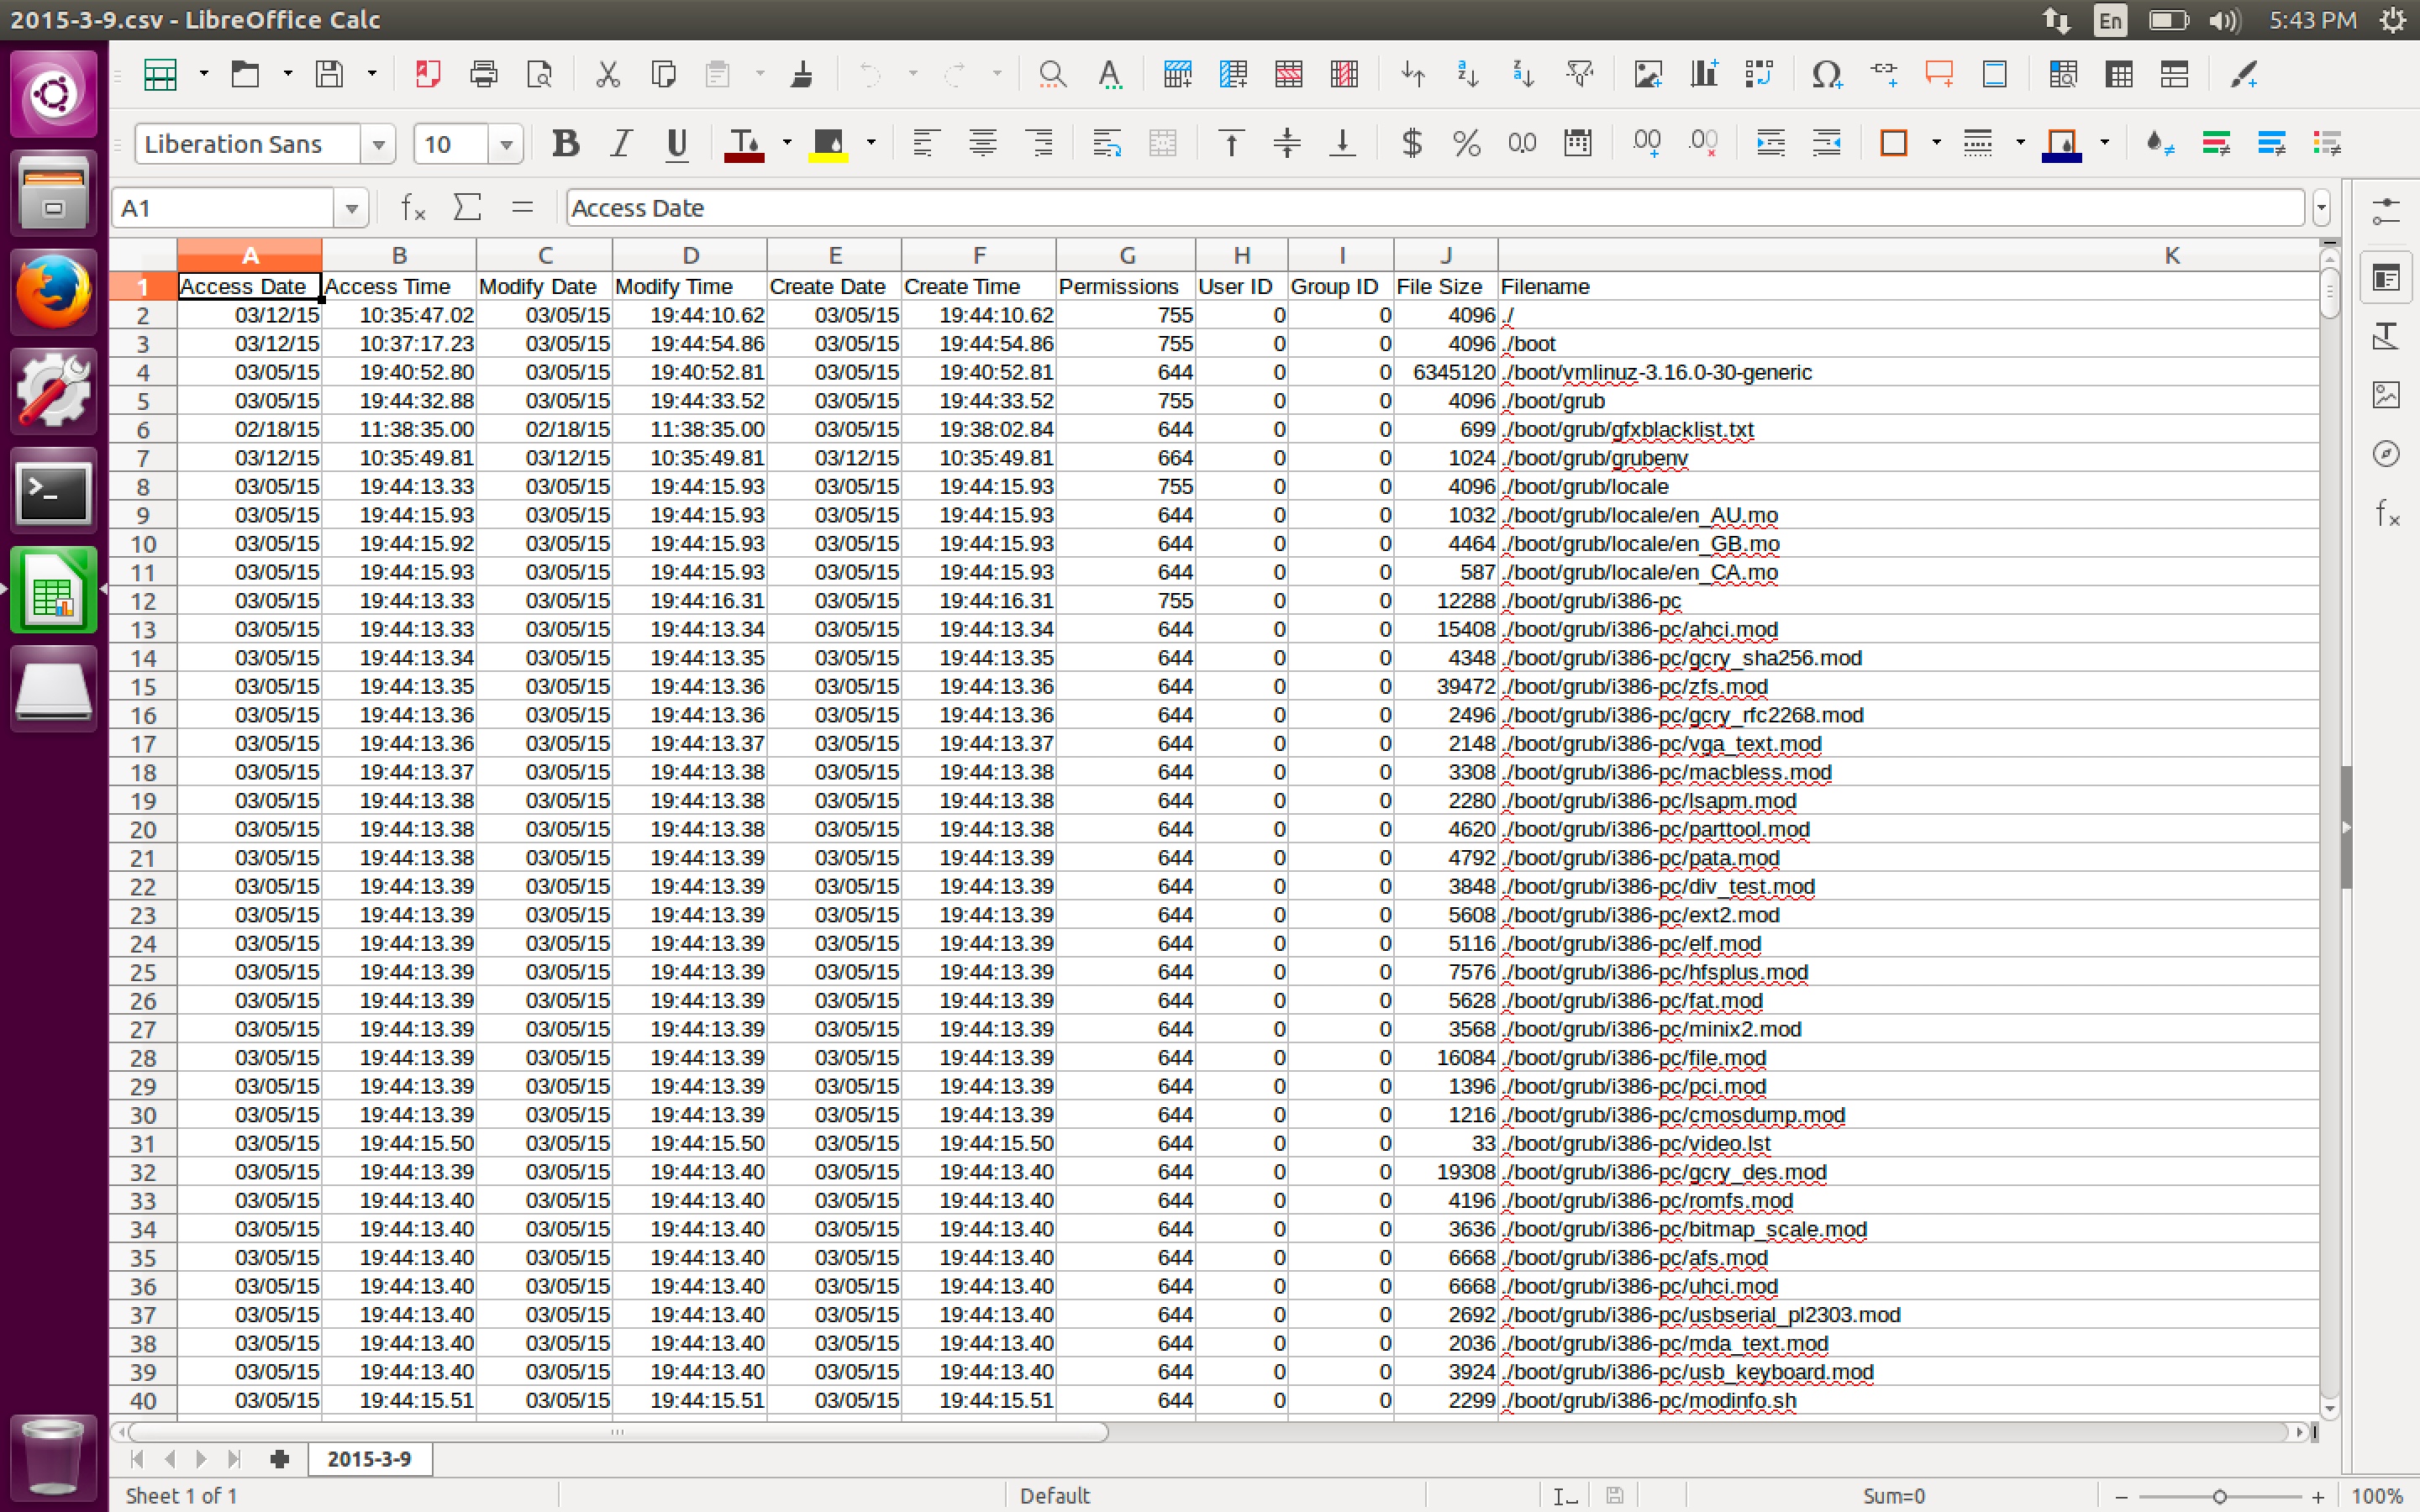 2015-3-9.csv - LibreOffice Calc En 5:43 PM
Liberation Sans 10
A1 Access Date
A B C D E F G H I J K
1 Access Date Access Time Modify Date Modify Time Create Date Create Time Permissions User ID Group ID File Size Filename
2 03/12/15 10:35:47.02 03/05/15 19:44:10.62 03/05/15 19:44:10.62 755 0 0 4096 ./
3 03/12/15 10:37:17.23 03/05/15 19:44:54.86 03/05/15 19:44:54.86 755 0 0 4096 ./boot
4 03/05/15 19:40:52.80 03/05/15 19:40:52.81 03/05/15 19:40:52.81 644 0 0 6345120 ./boot/vmlinuz-3.16.0-30-generic
5 03/05/15 19:44:32.88 03/05/15 19:44:33.52 03/05/15 19:44:33.52 755 0 0 4096 ./boot/grub
6 02/18/15 11:38:35.00 02/18/15 11:38:35.00 03/05/15 19:38:02.84 644 0 0 699 ./boot/grub/gfxblacklist.txt
7 03/12/15 10:35:49.81 03/12/15 10:35:49.81 03/12/15 10:35:49.81 664 0 0 1024 ./boot/grub/grubenv
8 03/05/15 19:44:13.33 03/05/15 19:44:15.93 03/05/15 19:44:15.93 755 0 0 4096 ./boot/grub/locale
9 03/05/15 19:44:15.93 03/05/15 19:44:15.93 03/05/15 19:44:15.93 644 0 0 1032 ./boot/grub/locale/en_AU.mo
10 03/05/15 19:44:15.92 03/05/15 19:44:15.93 03/05/15 19:44:15.93 644 0 0 4464 ./boot/grub/locale/en_GB.mo
11 03/05/15 19:44:15.93 03/05/15 19:44:15.93 03/05/15 19:44:15.93 644 0 0 587 ./boot/grub/locale/en_CA.mo
12 03/05/15 19:44:13.33 03/05/15 19:44:16.31 03/05/15 19:44:16.31 755 0 0 12288 ./boot/grub/i386-pc
13 03/05/15 19:44:13.33 03/05/15 19:44:13.34 03/05/15 19:44:13.34 644 0 0 15408 ./boot/grub/i386-pc/ahci.mod
14 03/05/15 19:44:13.34 03/05/15 19:44:13.35 03/05/15 19:44:13.35 644 0 0 4348 ./boot/grub/i386-pc/gcry_sha256.mod
15 03/05/15 19:44:13.35 03/05/15 19:44:13.36 03/05/15 19:44:13.36 644 0 0 39472 ./boot/grub/i386-pc/zfs.mod
16 03/05/15 19:44:13.36 03/05/15 19:44:13.36 03/05/15 19:44:13.36 644 0 0 2496 ./boot/grub/i386-pc/gcry_rfc2268.mod
17 03/05/15 19:44:13.36 03/05/15 19:44:13.37 03/05/15 19:44:13.37 644 0 0 2148 ./boot/grub/i386-pc/vga_text.mod
18 03/05/15 19:44:13.37 03/05/15 19:44:13.38 03/05/15 19:44:13.38 644 0 0 3308 ./boot/grub/i386-pc/macbless.mod
19 03/05/15 19:44:13.38 03/05/15 19:44:13.38 03/05/15 19:44:13.38 644 0 0 2280 ./boot/grub/i386-pc/lsapm.mod
20 03/05/15 19:44:13.38 03/05/15 19:44:13.38 03/05/15 19:44:13.38 644 0 0 4620 ./boot/grub/i386-pc/parttool.mod
21 03/05/15 19:44:13.38 03/05/15 19:44:13.39 03/05/15 19:44:13.39 644 0 0 4792 ./boot/grub/i386-pc/pata.mod
22 03/05/15 19:44:13.39 03/05/15 19:44:13.39 03/05/15 19:44:13.39 644 0 0 3848 ./boot/grub/i386-pc/div_test.mod
23 03/05/15 19:44:13.39 03/05/15 19:44:13.39 03/05/15 19:44:13.39 644 0 0 5608 ./boot/grub/i386-pc/ext2.mod
24 03/05/15 19:44:13.39 03/05/15 19:44:13.39 03/05/15 19:44:13.39 644 0 0 5116 ./boot/grub/i386-pc/elf.mod
25 03/05/15 19:44:13.39 03/05/15 19:44:13.39 03/05/15 19:44:13.39 644 0 0 7576 ./boot/grub/i386-pc/hfsplus.mod
26 03/05/15 19:44:13.39 03/05/15 19:44:13.39 03/05/15 19:44:13.39 644 0 0 5628 ./boot/grub/i386-pc/fat.mod
27 03/05/15 19:44:13.39 03/05/15 19:44:13.39 03/05/15 19:44:13.39 644 0 0 3568 ./boot/grub/i386-pc/minix2.mod
28 03/05/15 19:44:13.39 03/05/15 19:44:13.39 03/05/15 19:44:13.39 644 0 0 16084 ./boot/grub/i386-pc/file.mod
29 03/05/15 19:44:13.39 03/05/15 19:44:13.39 03/05/15 19:44:13.39 644 0 0 1396 ./boot/grub/i386-pc/pci.mod
30 03/05/15 19:44:13.39 03/05/15 19:44:13.39 03/05/15 19:44:13.39 644 0 0 1216 ./boot/grub/i386-pc/cmosdump.mod
31 03/05/15 19:44:15.50 03/05/15 19:44:15.50 03/05/15 19:44:15.50 644 0 0 33 ./boot/grub/i386-pc/video.lst
32 03/05/15 19:44:13.39 03/05/15 19:44:13.40 03/05/15 19:44:13.40 644 0 0 19308 ./boot/grub/i386-pc/gcry_des.mod
33 03/05/15 19:44:13.40 03/05/15 19:44:13.40 03/05/15 19:44:13.40 644 0 0 4196 ./boot/grub/i386-pc/romfs.mod
34 03/05/15 19:44:13.40 03/05/15 19:44:13.40 03/05/15 19:44:13.40 644 0 0 3636 ./boot/grub/i386-pc/bitmap_scale.mod
35 03/05/15 19:44:13.40 03/05/15 19:44:13.40 03/05/15 19:44:13.40 644 0 0 6668 ./boot/grub/i386-pc/afs.mod
36 03/05/15 19:44:13.40 03/05/15 19:44:13.40 03/05/15 19:44:13.40 644 0 0 6668 ./boot/grub/i386-pc/uhci.mod
37 03/05/15 19:44:13.40 03/05/15 19:44:13.40 03/05/15 19:44:13.40 644 0 0 2692 ./boot/grub/i386-pc/usbserial_pl2303.mod
38 03/05/15 19:44:13.40 03/05/15 19:44:13.40 03/05/15 19:44:13.40 644 0 0 2036 ./boot/grub/i386-pc/mda_text.mod
39 03/05/15 19:44:13.40 03/05/15 19:44:13.40 03/05/15 19:44:13.40 644 0 0 3924 ./boot/grub/i386-pc/usb_keyboard.mod
40 03/05/15 19:44:15.51 03/05/15 19:44:15.51 03/05/15 19:44:15.51 644 0 0 2299 ./boot/grub/i386-pc/modinfo.sh
2015-3-9
Sheet 1 of 1 Default Sum=0 100%